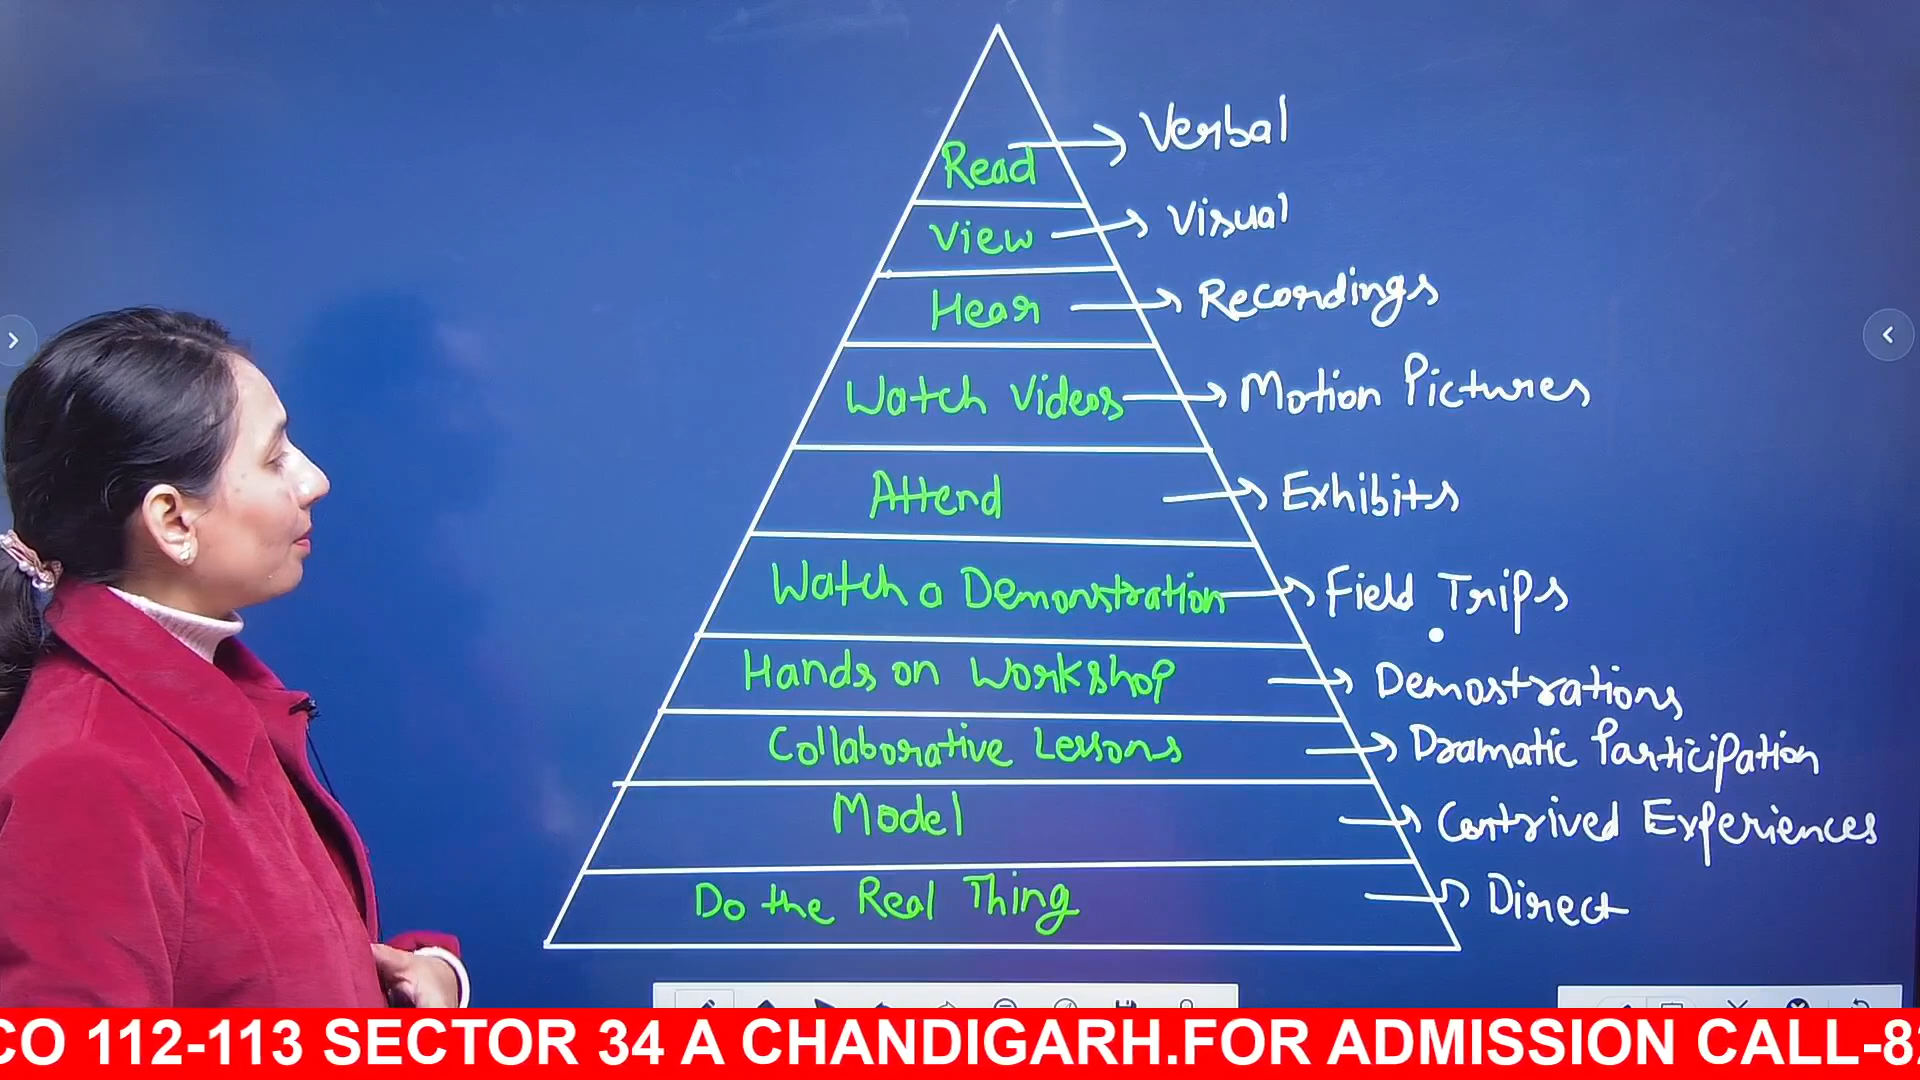 Read → Verbal
View → Visual
Hear → Recordings
Watch Videos → Motion Pictures
Attend → Exhibits
Watch a Demonstration → Field Trips
Hands on Workshop → Demostrations
Collaborative Lessons → Dramatic Participation
Model → Contrived Experiences
Do the Real Thing → Direct
CO 112-113 SECTOR 34 A CHANDIGARH.FOR ADMISSION CALL-82